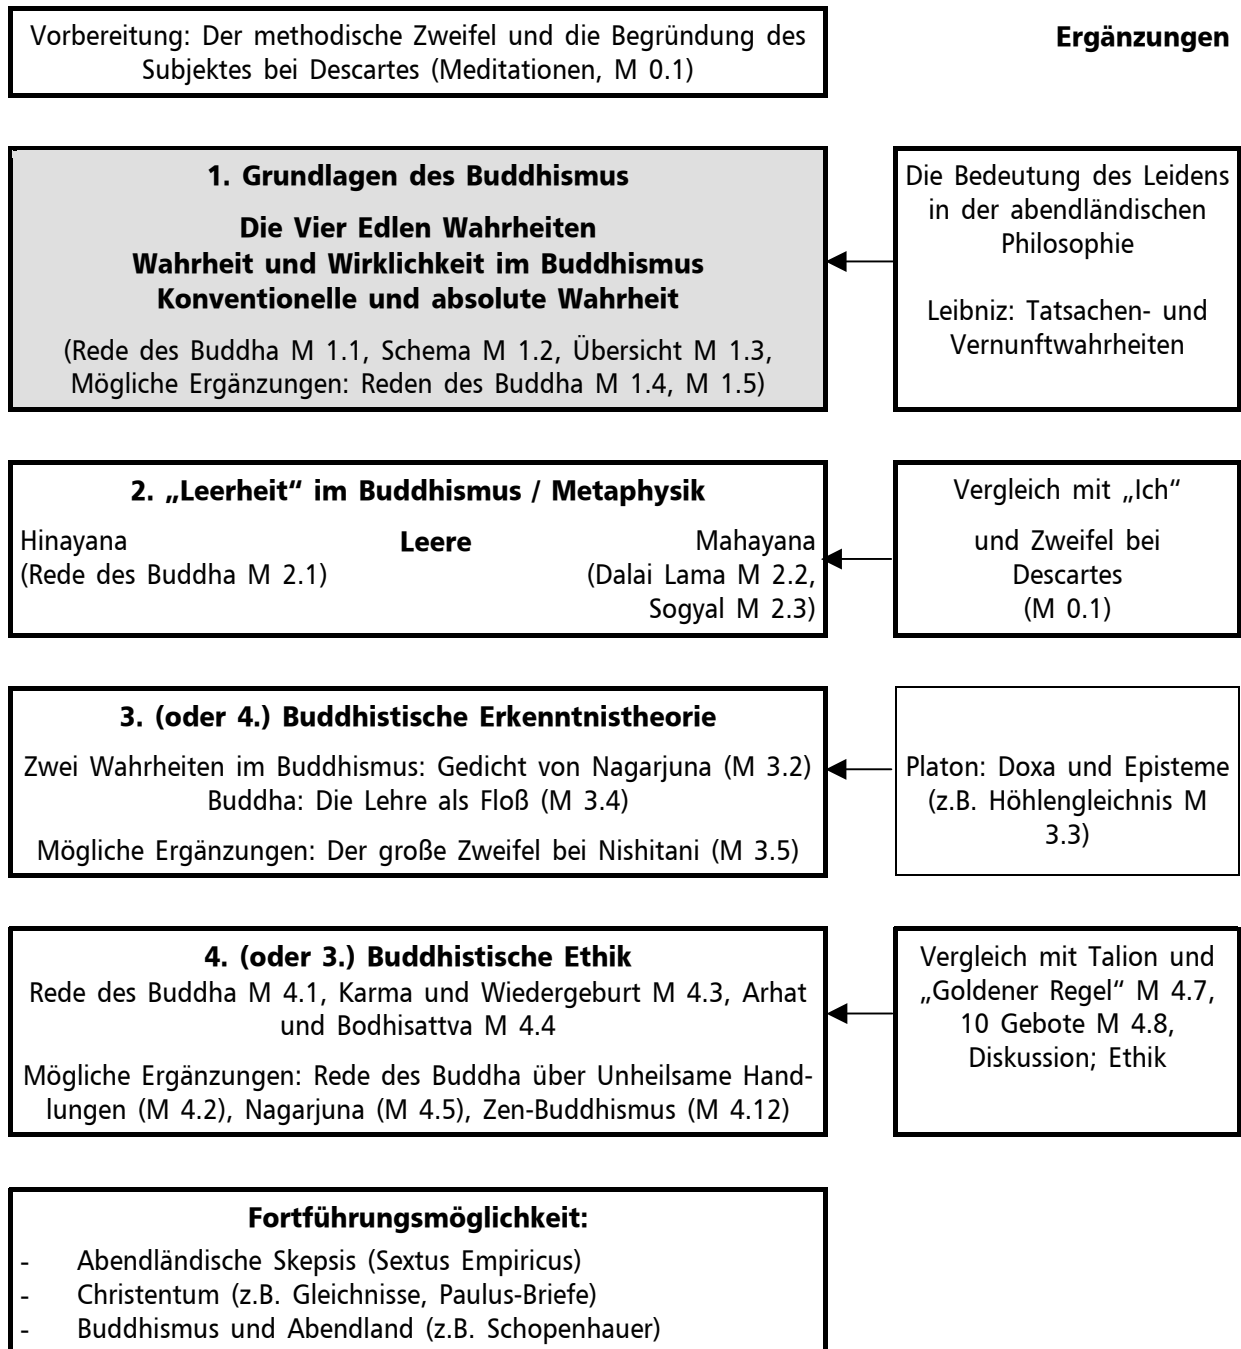 Vorbereitung: Der methodische Zweifel und die Begründung des
Subjektes bei Descartes (Meditationen, M 0.1)
Ergänzungen
1. Grundlagen des Buddhismus
Die Vier Edlen Wahrheiten
Wahrheit und Wirklichkeit im Buddhismus
Konventionelle und absolute Wahrheit
(Rede des Buddha M 1.1, Schema M 1.2, Übersicht M 1.3,
Mögliche Ergänzungen: Reden des Buddha M 1.4, M 1.5)
Die Bedeutung des Leidens
in der abendländischen
Philosophie
Leibniz: Tatsachen- und
Vernunftwahrheiten
2. „Leerheit“ im Buddhismus / Metaphysik
Hinayana Leere Mahayana
(Rede des Buddha M 2.1) (Dalai Lama M 2.2,
Sogyal M 2.3)
Vergleich mit „Ich“
und Zweifel bei
Descartes
(M 0.1)
3. (oder 4.) Buddhistische Erkenntnistheorie
Zwei Wahrheiten im Buddhismus: Gedicht von Nagarjuna (M 3.2)
Buddha: Die Lehre als Floß (M 3.4)
Mögliche Ergänzungen: Der große Zweifel bei Nishitani (M 3.5)
Platon: Doxa und Episteme
(z.B. Höhlengleichnis M
3.3)
4. (oder 3.) Buddhistische Ethik
Rede des Buddha M 4.1, Karma und Wiedergeburt M 4.3, Arhat
und Bodhisattva M 4.4
Mögliche Ergänzungen: Rede des Buddha über Unheilsame Hand-
lungen (M 4.2), Nagarjuna (M 4.5), Zen-Buddhismus (M 4.12)
Vergleich mit Talion und
„Goldener Regel“ M 4.7,
10 Gebote M 4.8,
Diskussion; Ethik
Fortführungsmöglichkeit:
- Abendländische Skepsis (Sextus Empiricus)
- Christentum (z.B. Gleichnisse, Paulus-Briefe)
- Buddhismus und Abendland (z.B. Schopenhauer)